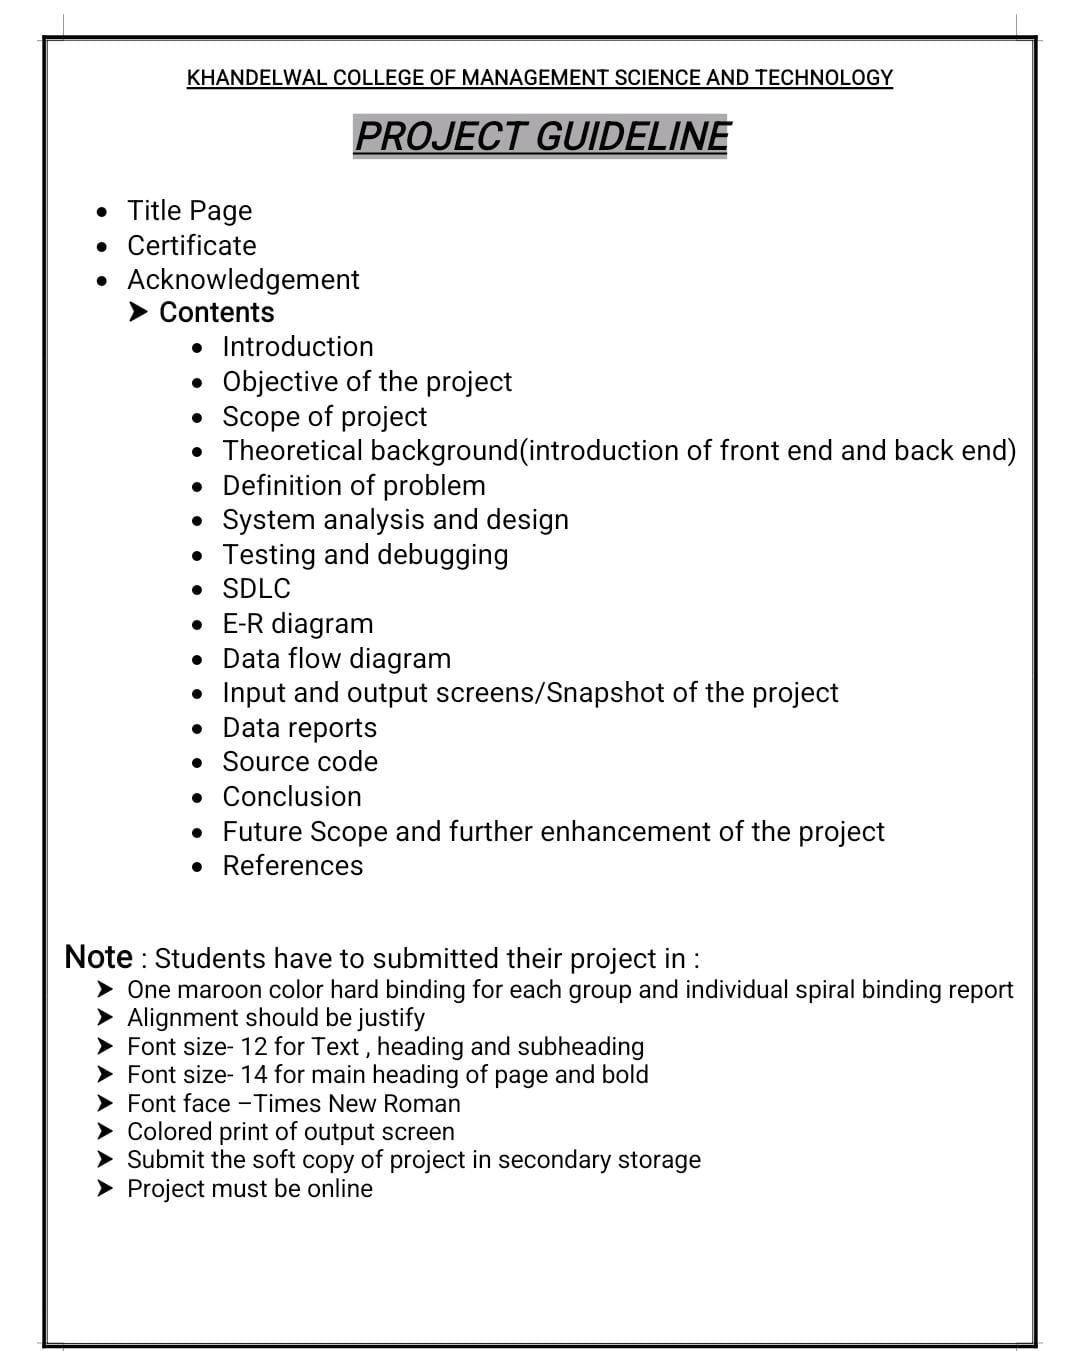 KHANDELWAL COLLEGE OF MANAGEMENT SCIENCE AND TECHNOLOGY
PROJECT GUIDELINE
• Title Page
• Certificate
• Acknowledgement
➤ Contents
• Introduction
• Objective of the project
• Scope of project
• Theoretical background(introduction of front end and back end)
• Definition of problem
• System analysis and design
• Testing and debugging
• SDLC
• E-R diagram
• Data flow diagram
• Input and output screens/Snapshot of the project
• Data reports
• Source code
• Conclusion
• Future Scope and further enhancement of the project
• References
Note : Students have to submitted their project in :
➤ One maroon color hard binding for each group and individual spiral binding report
➤ Alignment should be justify
➤ Font size- 12 for Text , heading and subheading
➤ Font size- 14 for main heading of page and bold
➤ Font face –Times New Roman
➤ Colored print of output screen
➤ Submit the soft copy of project in secondary storage
➤ Project must be online